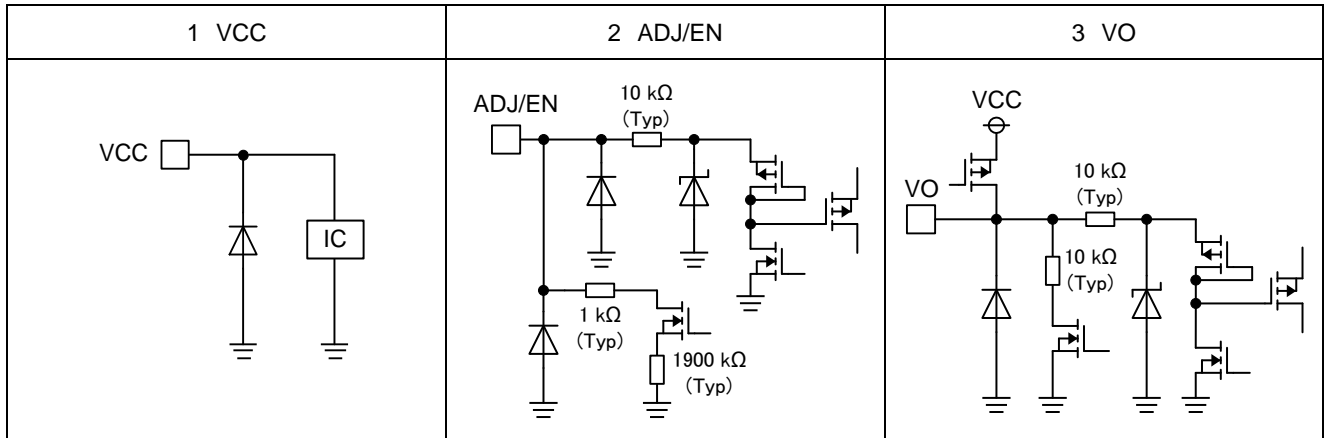 1 VCC
2 ADJ/EN
3 VO
VCC
IC
ADJ/EN
10 kΩ
(Typ)
1 kΩ
(Typ)
1900 kΩ
(Typ)
VCC
VO
10 kΩ
(Typ)
10 kΩ
(Typ)